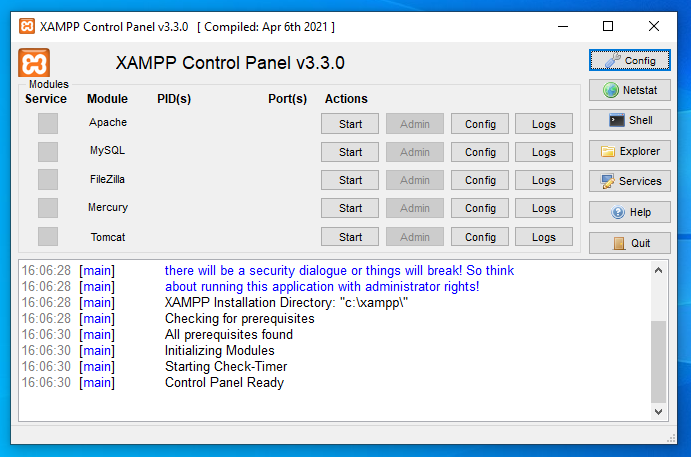 XAMPP Control Panel v3.3.0 [ Compiled: Apr 6th 2021 ]
XAMPP Control Panel v3.3.0
Config
Modules
Service Module PID(s) Port(s) Actions
Netstat
Apache Start Admin Config Logs
Shell
MySQL Start Admin Config Logs
Explorer
FileZilla Start Admin Config Logs
Services
Mercury Start Admin Config Logs
Help
Tomcat Start Admin Config Logs
Quit
16:06:28 [main] there will be a security dialogue or things will break! So think
16:06:28 [main] about running this application with administrator rights!
16:06:28 [main] XAMPP Installation Directory: "c:\xampp\"
16:06:28 [main] Checking for prerequisites
16:06:30 [main] All prerequisites found
16:06:30 [main] Initializing Modules
16:06:30 [main] Starting Check-Timer
16:06:30 [main] Control Panel Ready